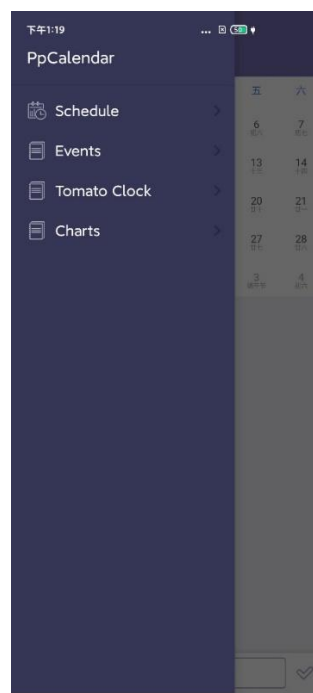 下午1:19
... 58
PpCalendar
五 六
Schedule
6 7
Events
13 14
Tomato Clock
20 21
Charts
27 28
3 4